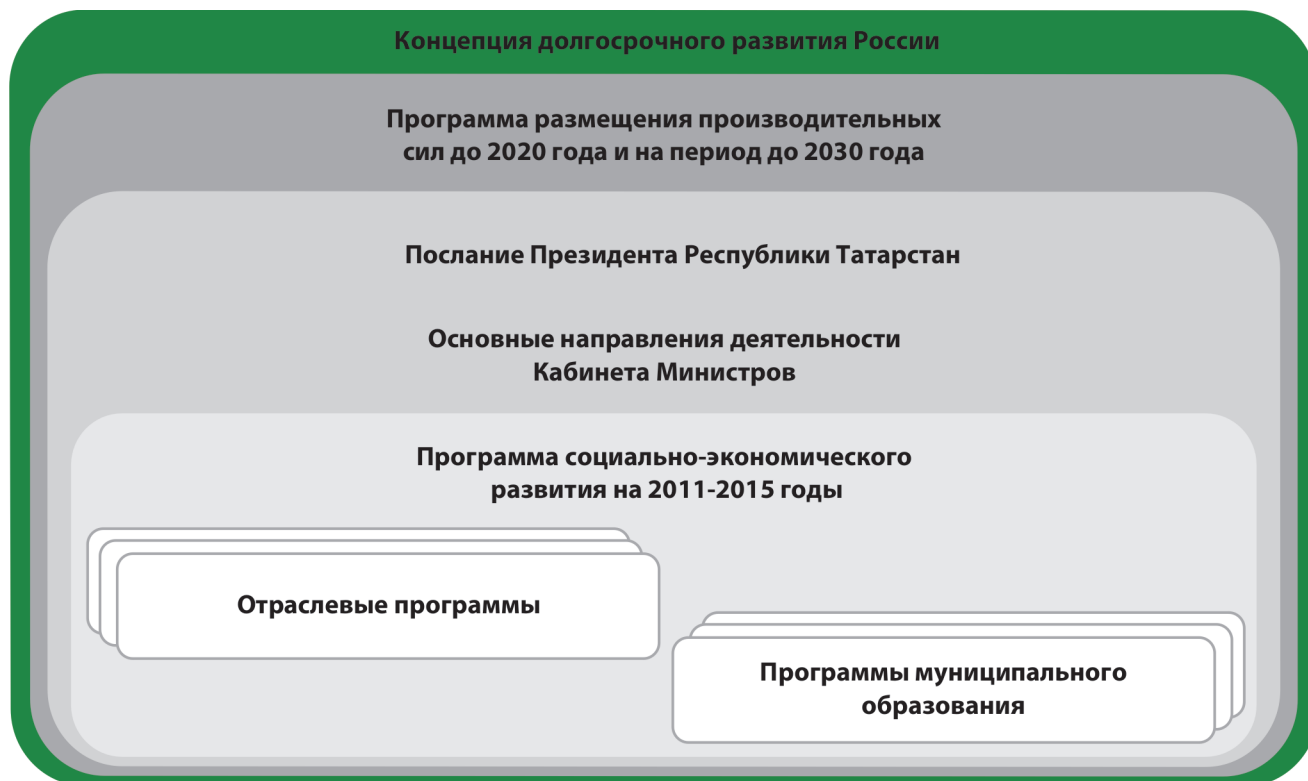 Концепция долгосрочного развития России
Программа размещения производительных
сил до 2020 года и на период до 2030 года
Послание Президента Республики Татарстан
Основные направления деятельности
Кабинета Министров
Программа социально-экономического
развития на 2011-2015 годы
Отраслевые программы
Программы муниципального
образования